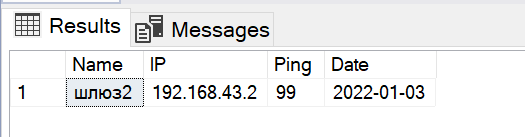 Results Messages
Name IP Ping Date
1 шлюз2 192.168.43.2 99 2022-01-03